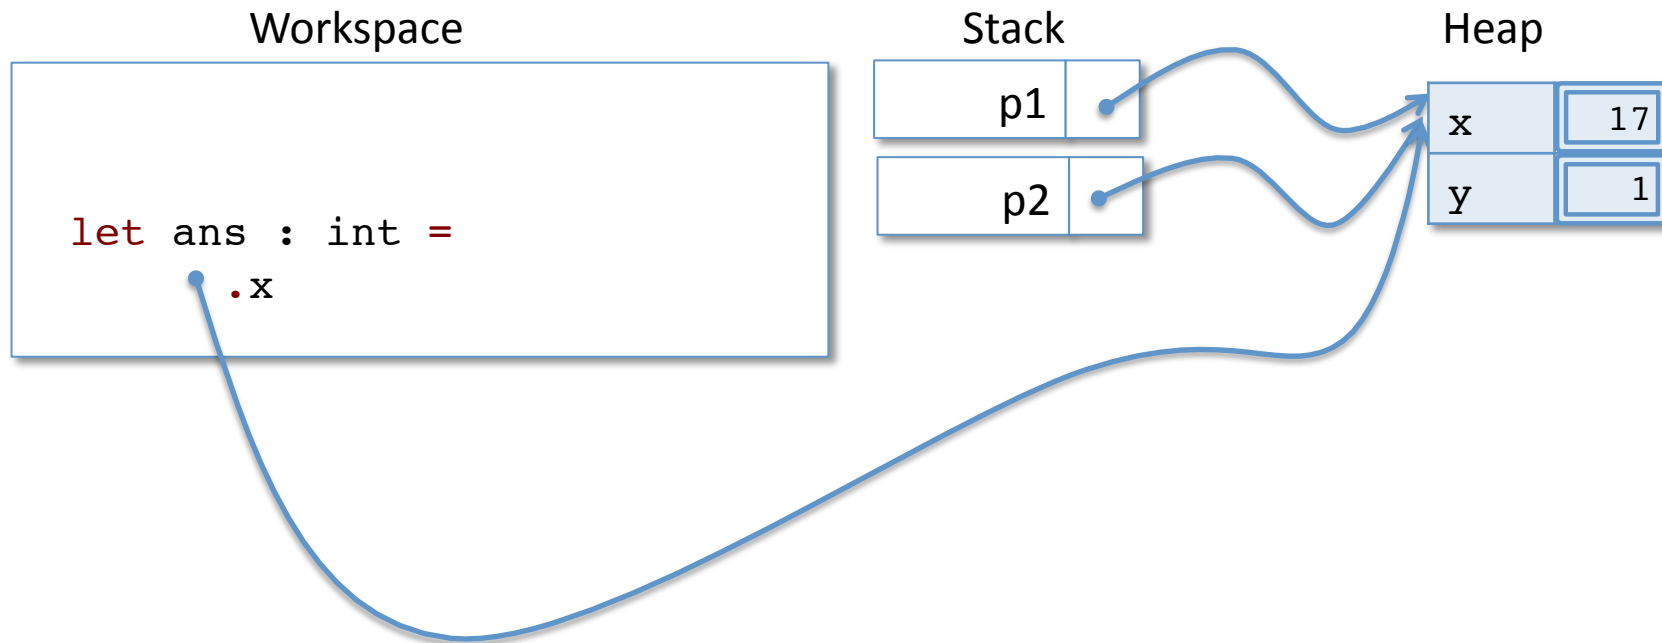 Workspace
let ans : int =
.x
Stack
p1
p2
Heap
x 17
y 1